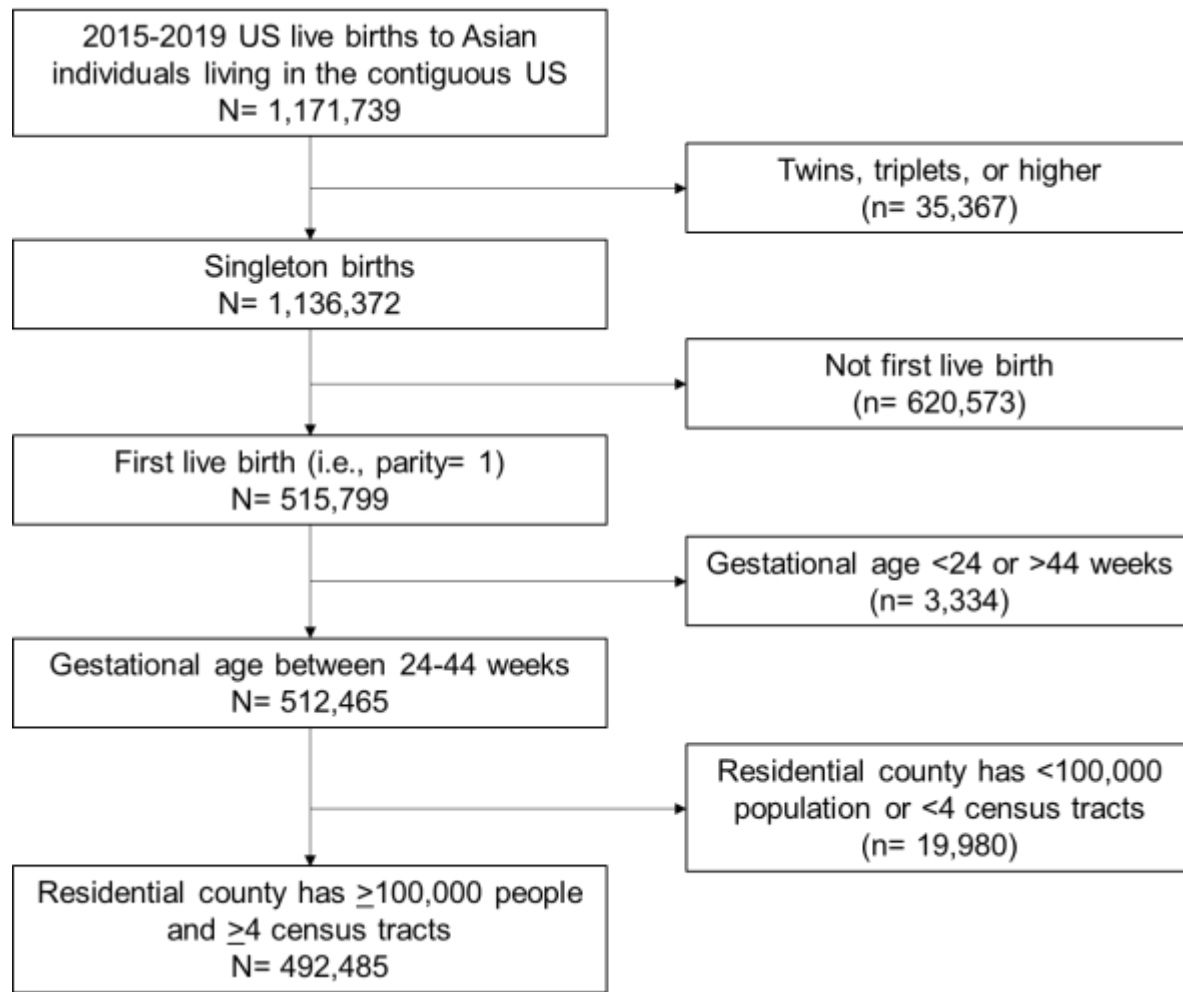 2015-2019 US live births to Asian
individuals living in the contiguous US
N= 1,171,739
Twins, triplets, or higher
(n= 35,367)
Singleton births
N= 1,136,372
Not first live birth
(n= 620,573)
First live birth (i.e., parity= 1)
N= 515,799
Gestational age <24 or >44 weeks
(n= 3,334)
Gestational age between 24-44 weeks
N= 512,465
Residential county has <100,000
population or <4 census tracts
(n= 19,980)
Residential county has ≥100,000 people
and ≥4 census tracts
N= 492,485